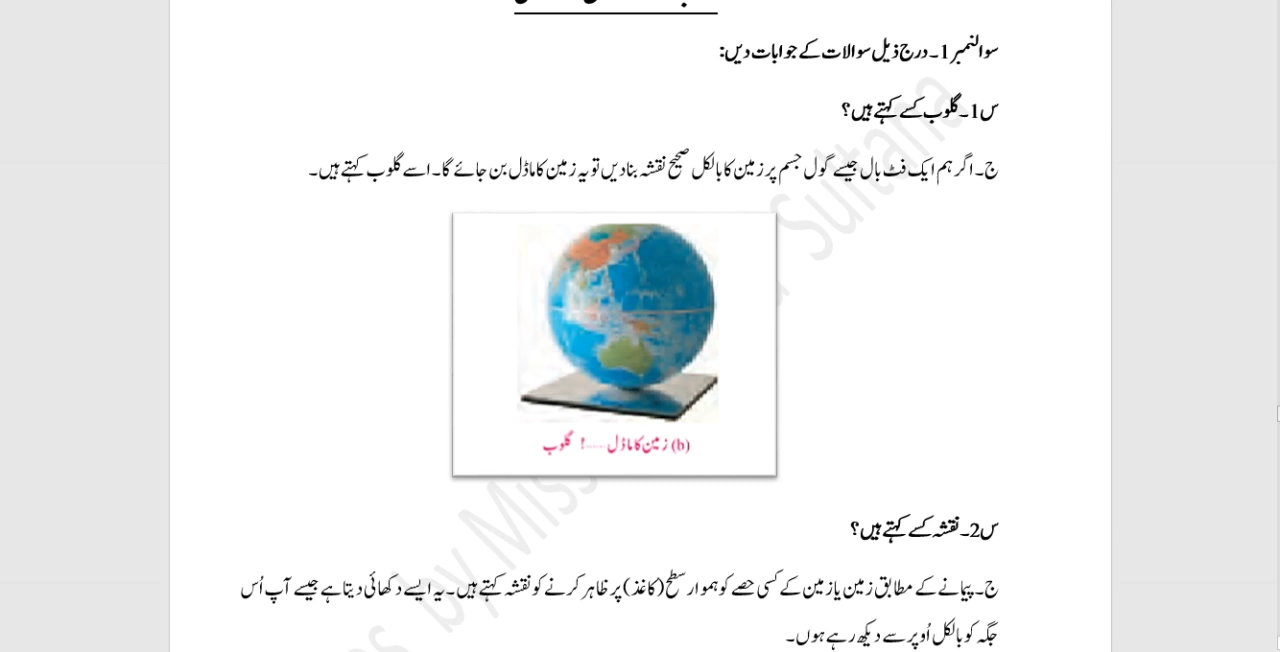 سوالنمبر 1۔ درج ذیل سوالات کے جوابات دیں:
س1۔ گلوب کسے کہتے ہیں؟
ج۔ اگر ہم ایک فٹ بال جیسے گول جسم پر زمین کا بالکل صحیح نقشہ بنا دیں تو یہ زمین کا ماڈل بن جائے گا۔ اسے گلوب کہتے ہیں۔
(b) زمین کا ماڈل.....! گلوب
س2۔ نقشہ کسے کہتے ہیں؟
ج۔ پیمانے کے مطابق زمین یا زمین کے کسی حصے کو ہموار سطح (کاغذ) پر ظاہر کرنے کو نقشہ کہتے ہیں۔ یہ ایسے دکھائی دیتا ہے جیسے آپ اُس
جگہ کو بالکل اُوپر سے دیکھ رہے ہوں۔
by Miss
Sultana